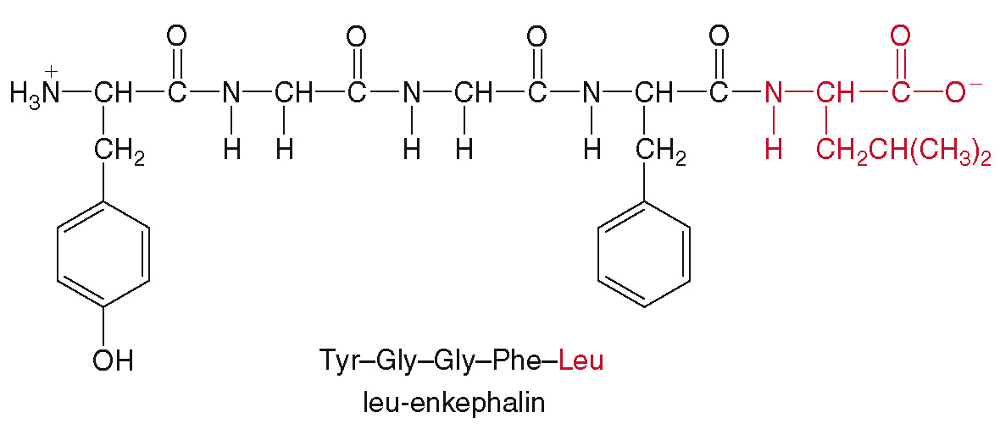 O O O O O
H₃N⁺ CH C N CH C N CH C N CH C N CH C O⁻
CH₂ H H H H H CH₂ H CH₂CH(CH₃)₂
OH
Tyr–Gly–Gly–Phe–Leu
leu-enkephalin